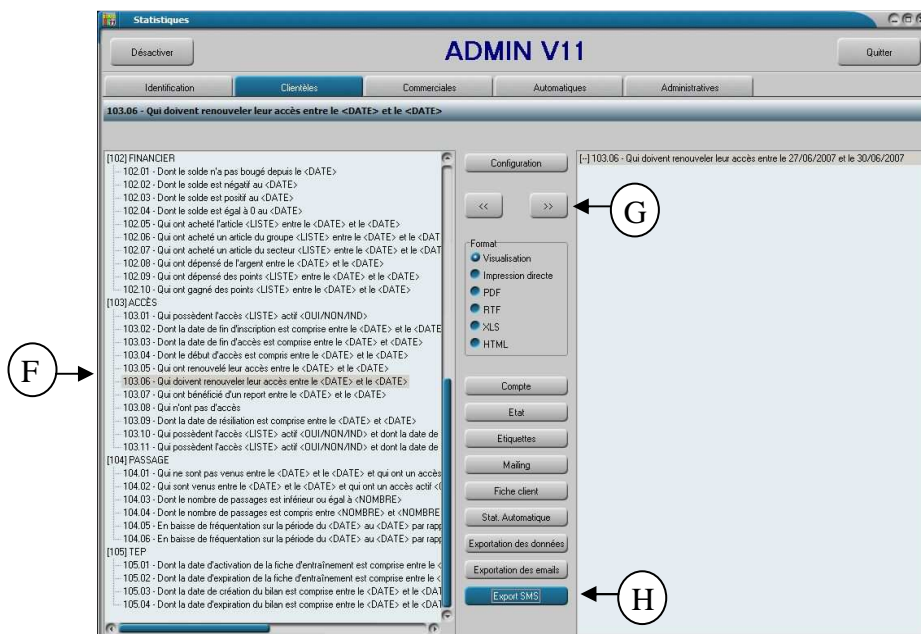 Statistiques
Désactiver
ADMIN V11
Quitter
Identification
Clientèles
Commerciales
Automatiques
Administratives
103.06 - Qui doivent renouveler leur accès entre le <DATE> et le <DATE>
[102] FINANCIER
102.01 - Dont le solde n'a pas bougé depuis le <DATE>
102.02 - Dont le solde est négatif au <DATE>
102.03 - Dont le solde est positif au <DATE>
102.04 - Dont le solde est égal à 0 au <DATE>
102.05 - Qui ont acheté l'article <LISTE> entre le <DATE> et le <DATE>
102.06 - Qui ont acheté un article du groupe <LISTE> entre le <DATE> et le <DAT
102.07 - Qui ont acheté un article du secteur <LISTE> entre le <DATE> et le <DAT
102.08 - Qui ont dépensé de l'argent entre le <DATE> et le <DATE>
102.09 - Qui ont dépensé des points <LISTE> entre le <DATE> et le <DATE>
102.10 - Qui ont gagné des points <LISTE> entre le <DATE> et le <DATE>
[103] ACCÈS
103.01 - Qui possèdent l'accès <LISTE> actif <OUI/NON/IND>
103.02 - Dont la date de fin d'inscription est comprise entre le <DATE> et le <DATE
103.03 - Dont la date de fin d'accès est comprise entre le <DATE> et le <DATE>
103.04 - Dont le début d'accès est compris entre le <DATE> et le <DATE>
103.05 - Qui ont renouvelé leur accès entre le <DATE> et le <DATE>
103.06 - Qui doivent renouveler leur accès entre le <DATE> et le <DATE>
103.07 - Qui ont bénéficié d'un report entre le <DATE> et le <DATE>
103.08 - Qui n'ont pas d'accès
103.09 - Dont la date de résiliation est comprise entre le <DATE> et <DATE>
103.10 - Qui possèdent l'accès <LISTE> actif <OUI/NON/IND> et dont la date de
103.11 - Qui possèdent l'accès <LISTE> actif <OUI/NON/IND> et dont la date de
[104] PASSAGE
104.01 - Qui ne sont pas venus entre le <DATE> et le <DATE> et qui ont un accès
104.02 - Qui sont venus entre le <DATE> et le <DATE> et qui ont un accès actif <
104.03 - Dont le nombre de passages est inférieur ou égal à <NOMBRE>
104.04 - Dont le nombre de passages est compris entre <NOMBRE> et <NOMBRE
104.05 - En baisse de fréquentation sur la période du <DATE> au <DATE> par rapp
104.06 - En baisse de fréquentation sur la période du <DATE> au <DATE> par rapp
[105] TEP
105.01 - Dont la date d'activation de la fiche d'entraînement est comprise entre le <
105.02 - Dont la date d'expiration de la fiche d'entraînement est comprise entre le <
105.03 - Dont la date de création du bilan est comprise entre le <DATE> et le <DAT
105.04 - Dont la date d'expiration du bilan est comprise entre le <DATE> et le <DAT
Configuration
<<
>>
Format
Visualisation
Impression directe
PDF
RTF
XLS
HTML
Compte
Etat
Etiquettes
Mailing
Fiche client
Stat. Automatique
Exportation des données
Exportation des emails
Export SMS
[--] 103.06 - Qui doivent renouveler leur accès entre le 27/06/2007 et le 30/06/2007
F
G
H